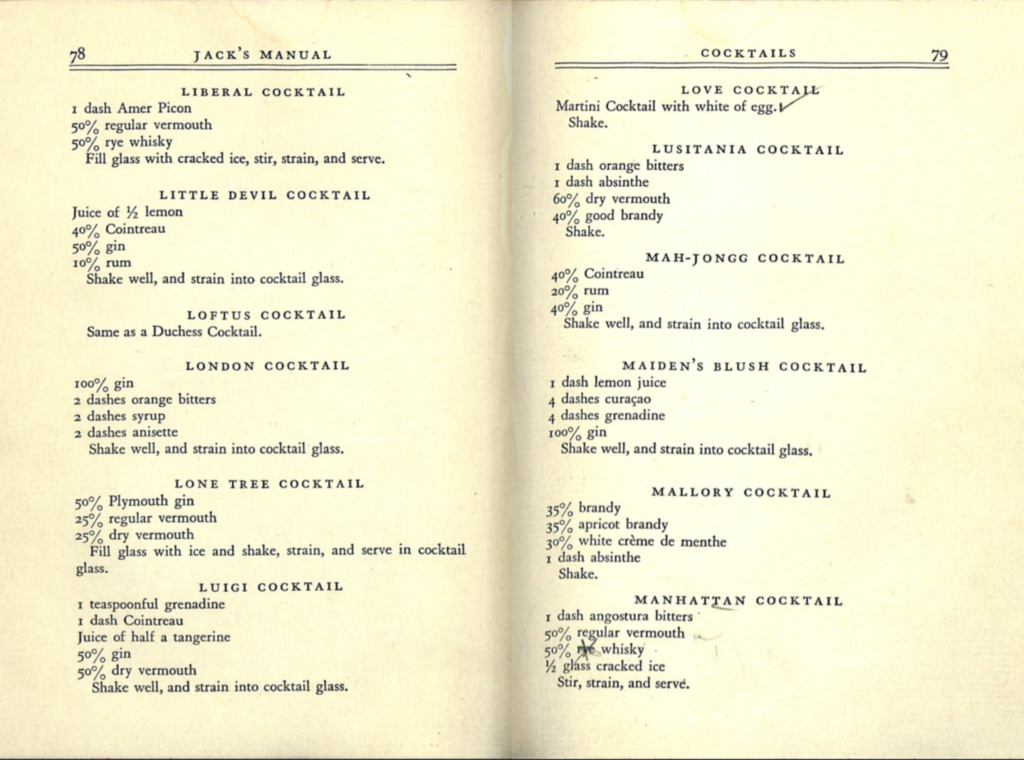 78 JACK'S MANUAL
LIBERAL COCKTAIL
1 dash Amer Picon
50% regular vermouth
50% rye whisky
Fill glass with cracked ice, stir, strain, and serve.
LITTLE DEVIL COCKTAIL
Juice of ½ lemon
40% Cointreau
50% gin
10% rum
Shake well, and strain into cocktail glass.
LOFTUS COCKTAIL
Same as a Duchess Cocktail.
LONDON COCKTAIL
100% gin
2 dashes orange bitters
2 dashes syrup
2 dashes anisette
Shake well, and strain into cocktail glass.
LONE TREE COCKTAIL
50% Plymouth gin
25% regular vermouth
25% dry vermouth
Fill glass with ice and shake, strain, and serve in cocktail
glass.
LUIGI COCKTAIL
1 teaspoonful grenadine
1 dash Cointreau
Juice of half a tangerine
50% gin
50% dry vermouth
Shake well, and strain into cocktail glass.
COCKTAILS 79
LOVE COCKTAIL
Martini Cocktail with white of egg.
Shake.
LUSITANIA COCKTAIL
1 dash orange bitters
1 dash absinthe
60% dry vermouth
40% good brandy
Shake.
MAH-JONGG COCKTAIL
40% Cointreau
20% rum
40% gin
Shake well, and strain into cocktail glass.
MAIDEN'S BLUSH COCKTAIL
1 dash lemon juice
4 dashes curaçao
4 dashes grenadine
100% gin
Shake well, and strain into cocktail glass.
MALLORY COCKTAIL
35% brandy
35% apricot brandy
30% white crème de menthe
1 dash absinthe
Shake.
MANHATTAN COCKTAIL
1 dash angostura bitters
50% regular vermouth
50% rye whisky
½ glass cracked ice
Stir, strain, and serve.